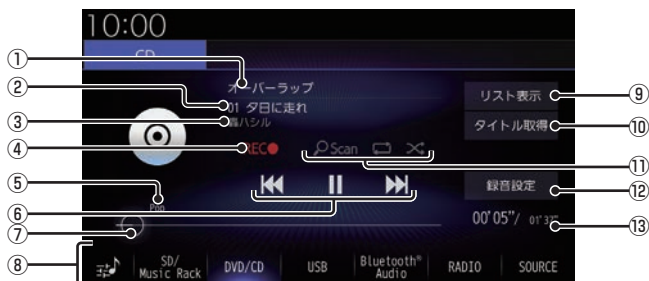 10:00
CD
① オーバーラップ
② 01 夕日に走れ
③ 轟ハシル
④ REC●
Scan
⑤ Pop
⑥
⑦
⑧
リスト表示 ⑨
タイトル取得 ⑩
⑪
録音設定 ⑫
00'05"/ 01'37" ⑬
SD/
Music Rack
DVD/CD
USB
Bluetooth®
Audio
RADIO
SOURCE